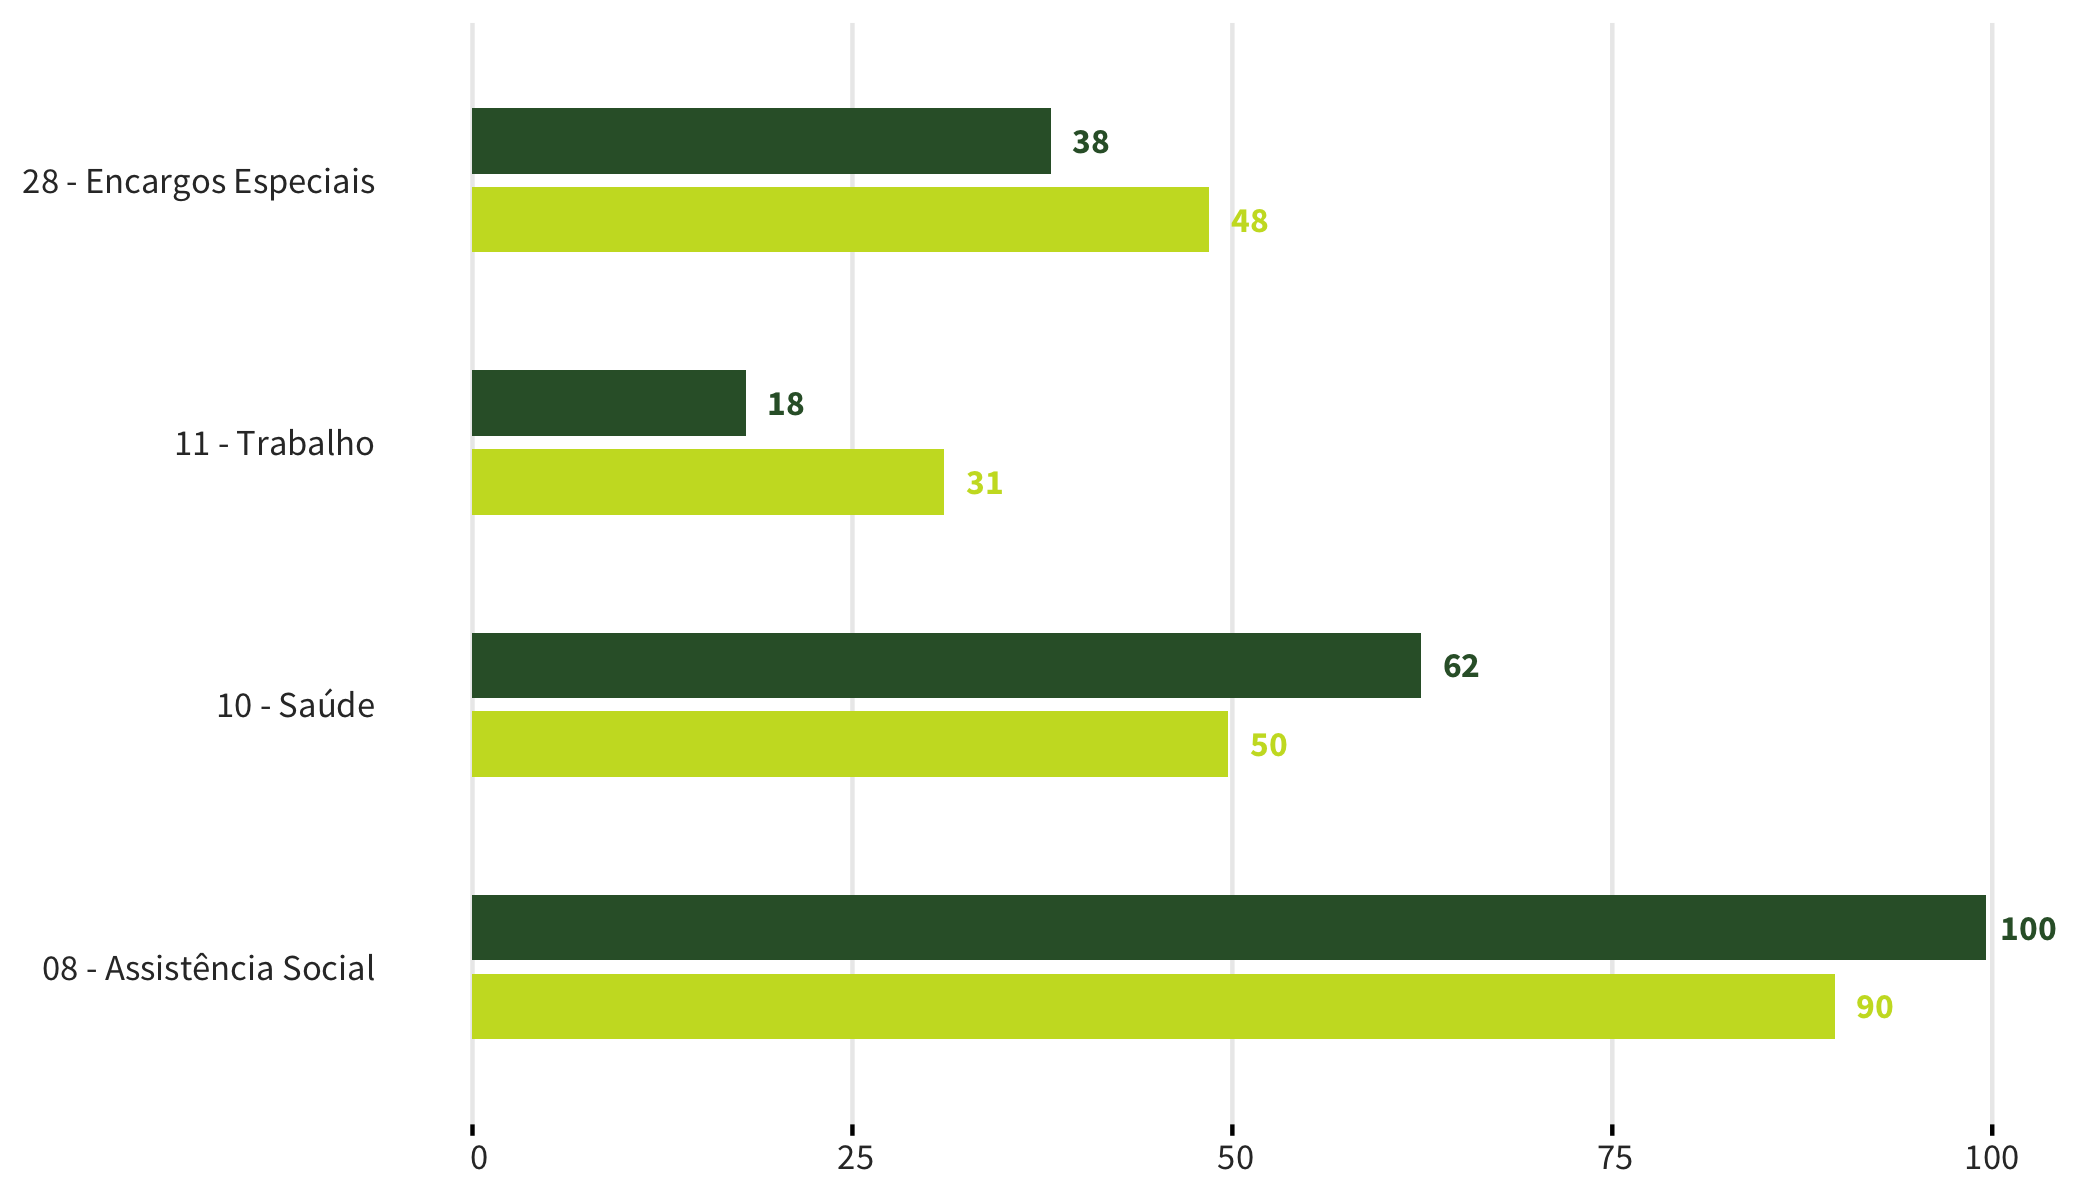 38
28 - Encargos Especiais
48
18
11 - Trabalho
31
62
10 - Saúde
50
100
08 - Assistência Social
90
0 25 50 75 100